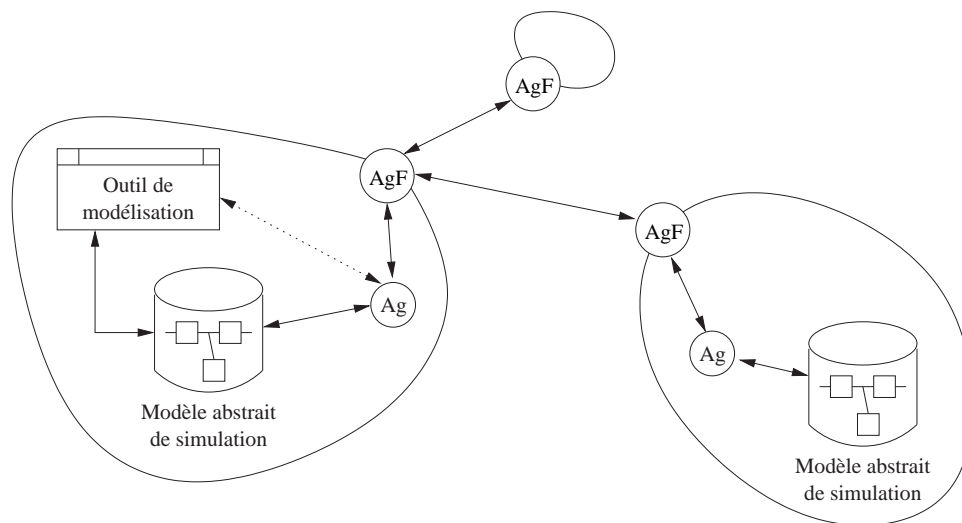 AgF
AgF
Outil de
modélisation
AgF
Ag
Ag
Modèle abstrait
de simulation
Modèle abstrait
de simulation